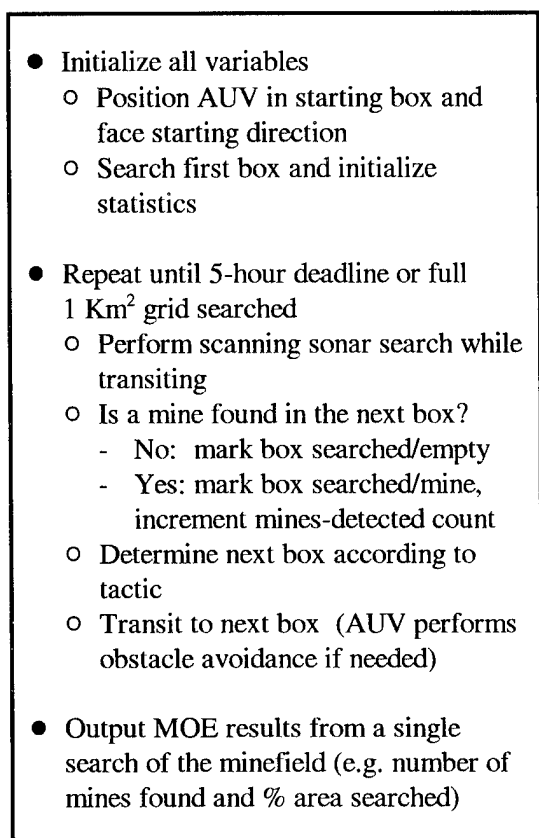 ● Initialize all variables
o Position AUV in starting box and
face starting direction
o Search first box and initialize
statistics
● Repeat until 5-hour deadline or full
1 Km² grid searched
o Perform scanning sonar search while
transiting
o Is a mine found in the next box?
- No: mark box searched/empty
- Yes: mark box searched/mine,
increment mines-detected count
o Determine next box according to
tactic
o Transit to next box (AUV performs
obstacle avoidance if needed)
● Output MOE results from a single
search of the minefield (e.g. number of
mines found and % area searched)